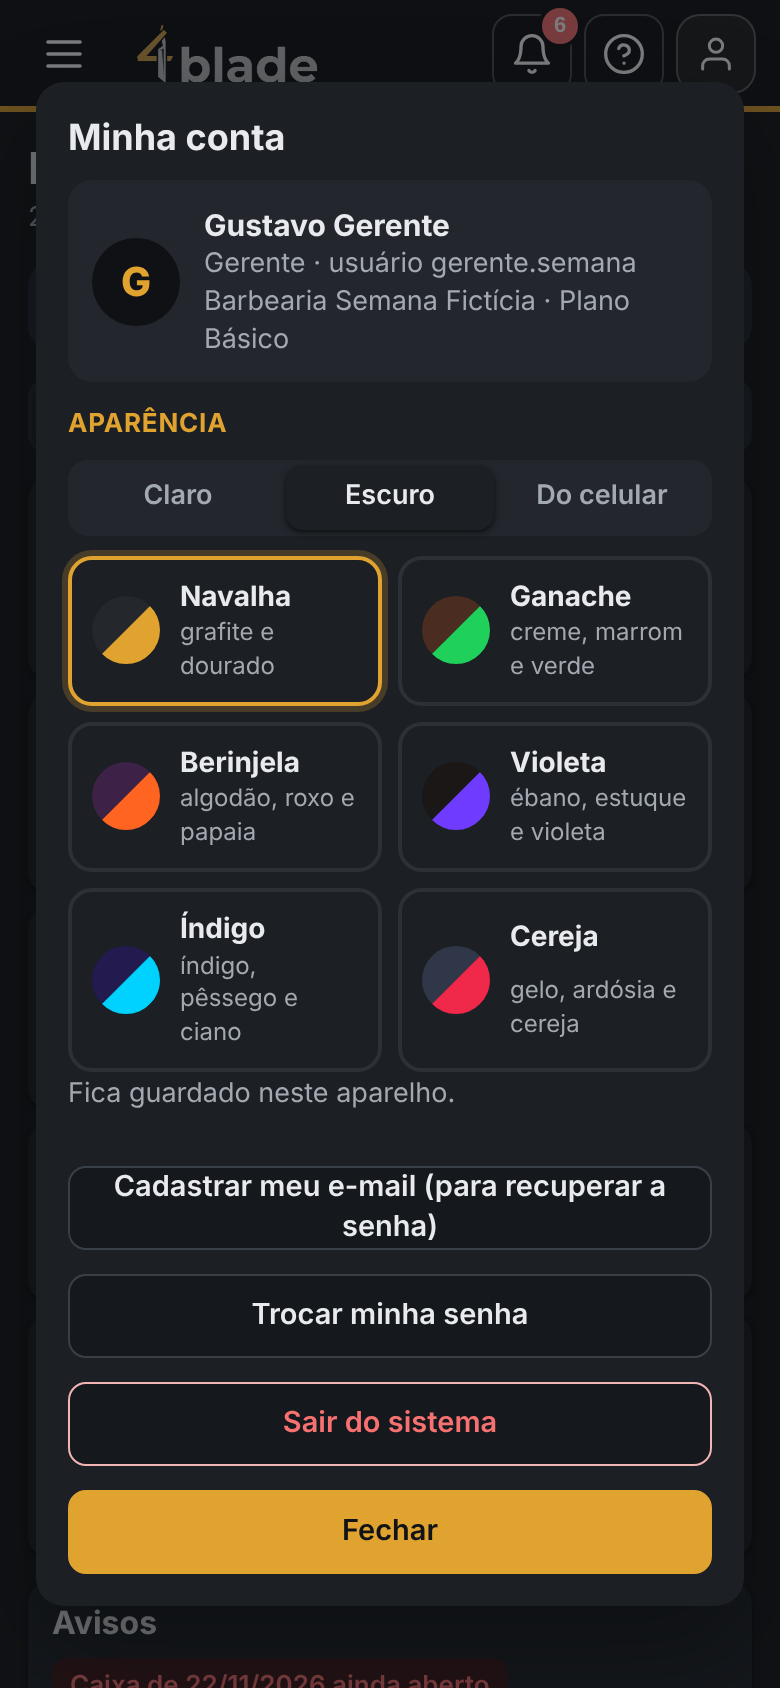 4blade
6
Minha conta
G
Gustavo Gerente
Gerente · usuário gerente.semana
Barbearia Semana Fictícia · Plano
Básico
APARÊNCIA
Claro
Escuro
Do celular
Navalha
grafite e
dourado
Ganache
creme, marrom
e verde
Berinjela
algodão, roxo e
papaia
Violeta
ébano, estuque
e violeta
Índigo
índigo,
pêssego e
ciano
Cereja
gelo, ardósia e
cereja
Fica guardado neste aparelho.
Cadastrar meu e-mail (para recuperar a
senha)
Trocar minha senha
Sair do sistema
Fechar
Avisos
Caixa de 22/11/2026 ainda aberto